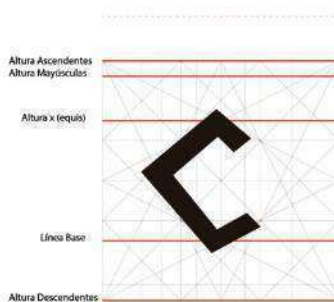 Altura Ascendentes
Altura Mayúsculas
Altura x (equis)
Línea Base
Altura Descendentes